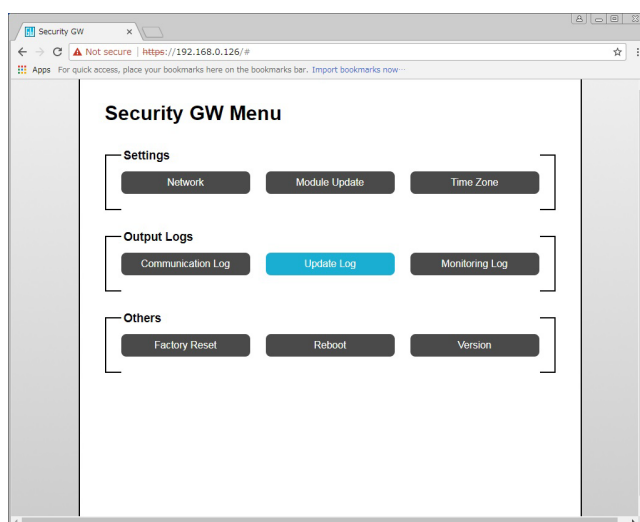 Security GW
Not secure | https://192.168.0.126/#
Apps For quick access, place your bookmarks here on the bookmarks bar. Import bookmarks now...
Security GW Menu
Settings
Network Module Update Time Zone
Output Logs
Communication Log Update Log Monitoring Log
Others
Factory Reset Reboot Version